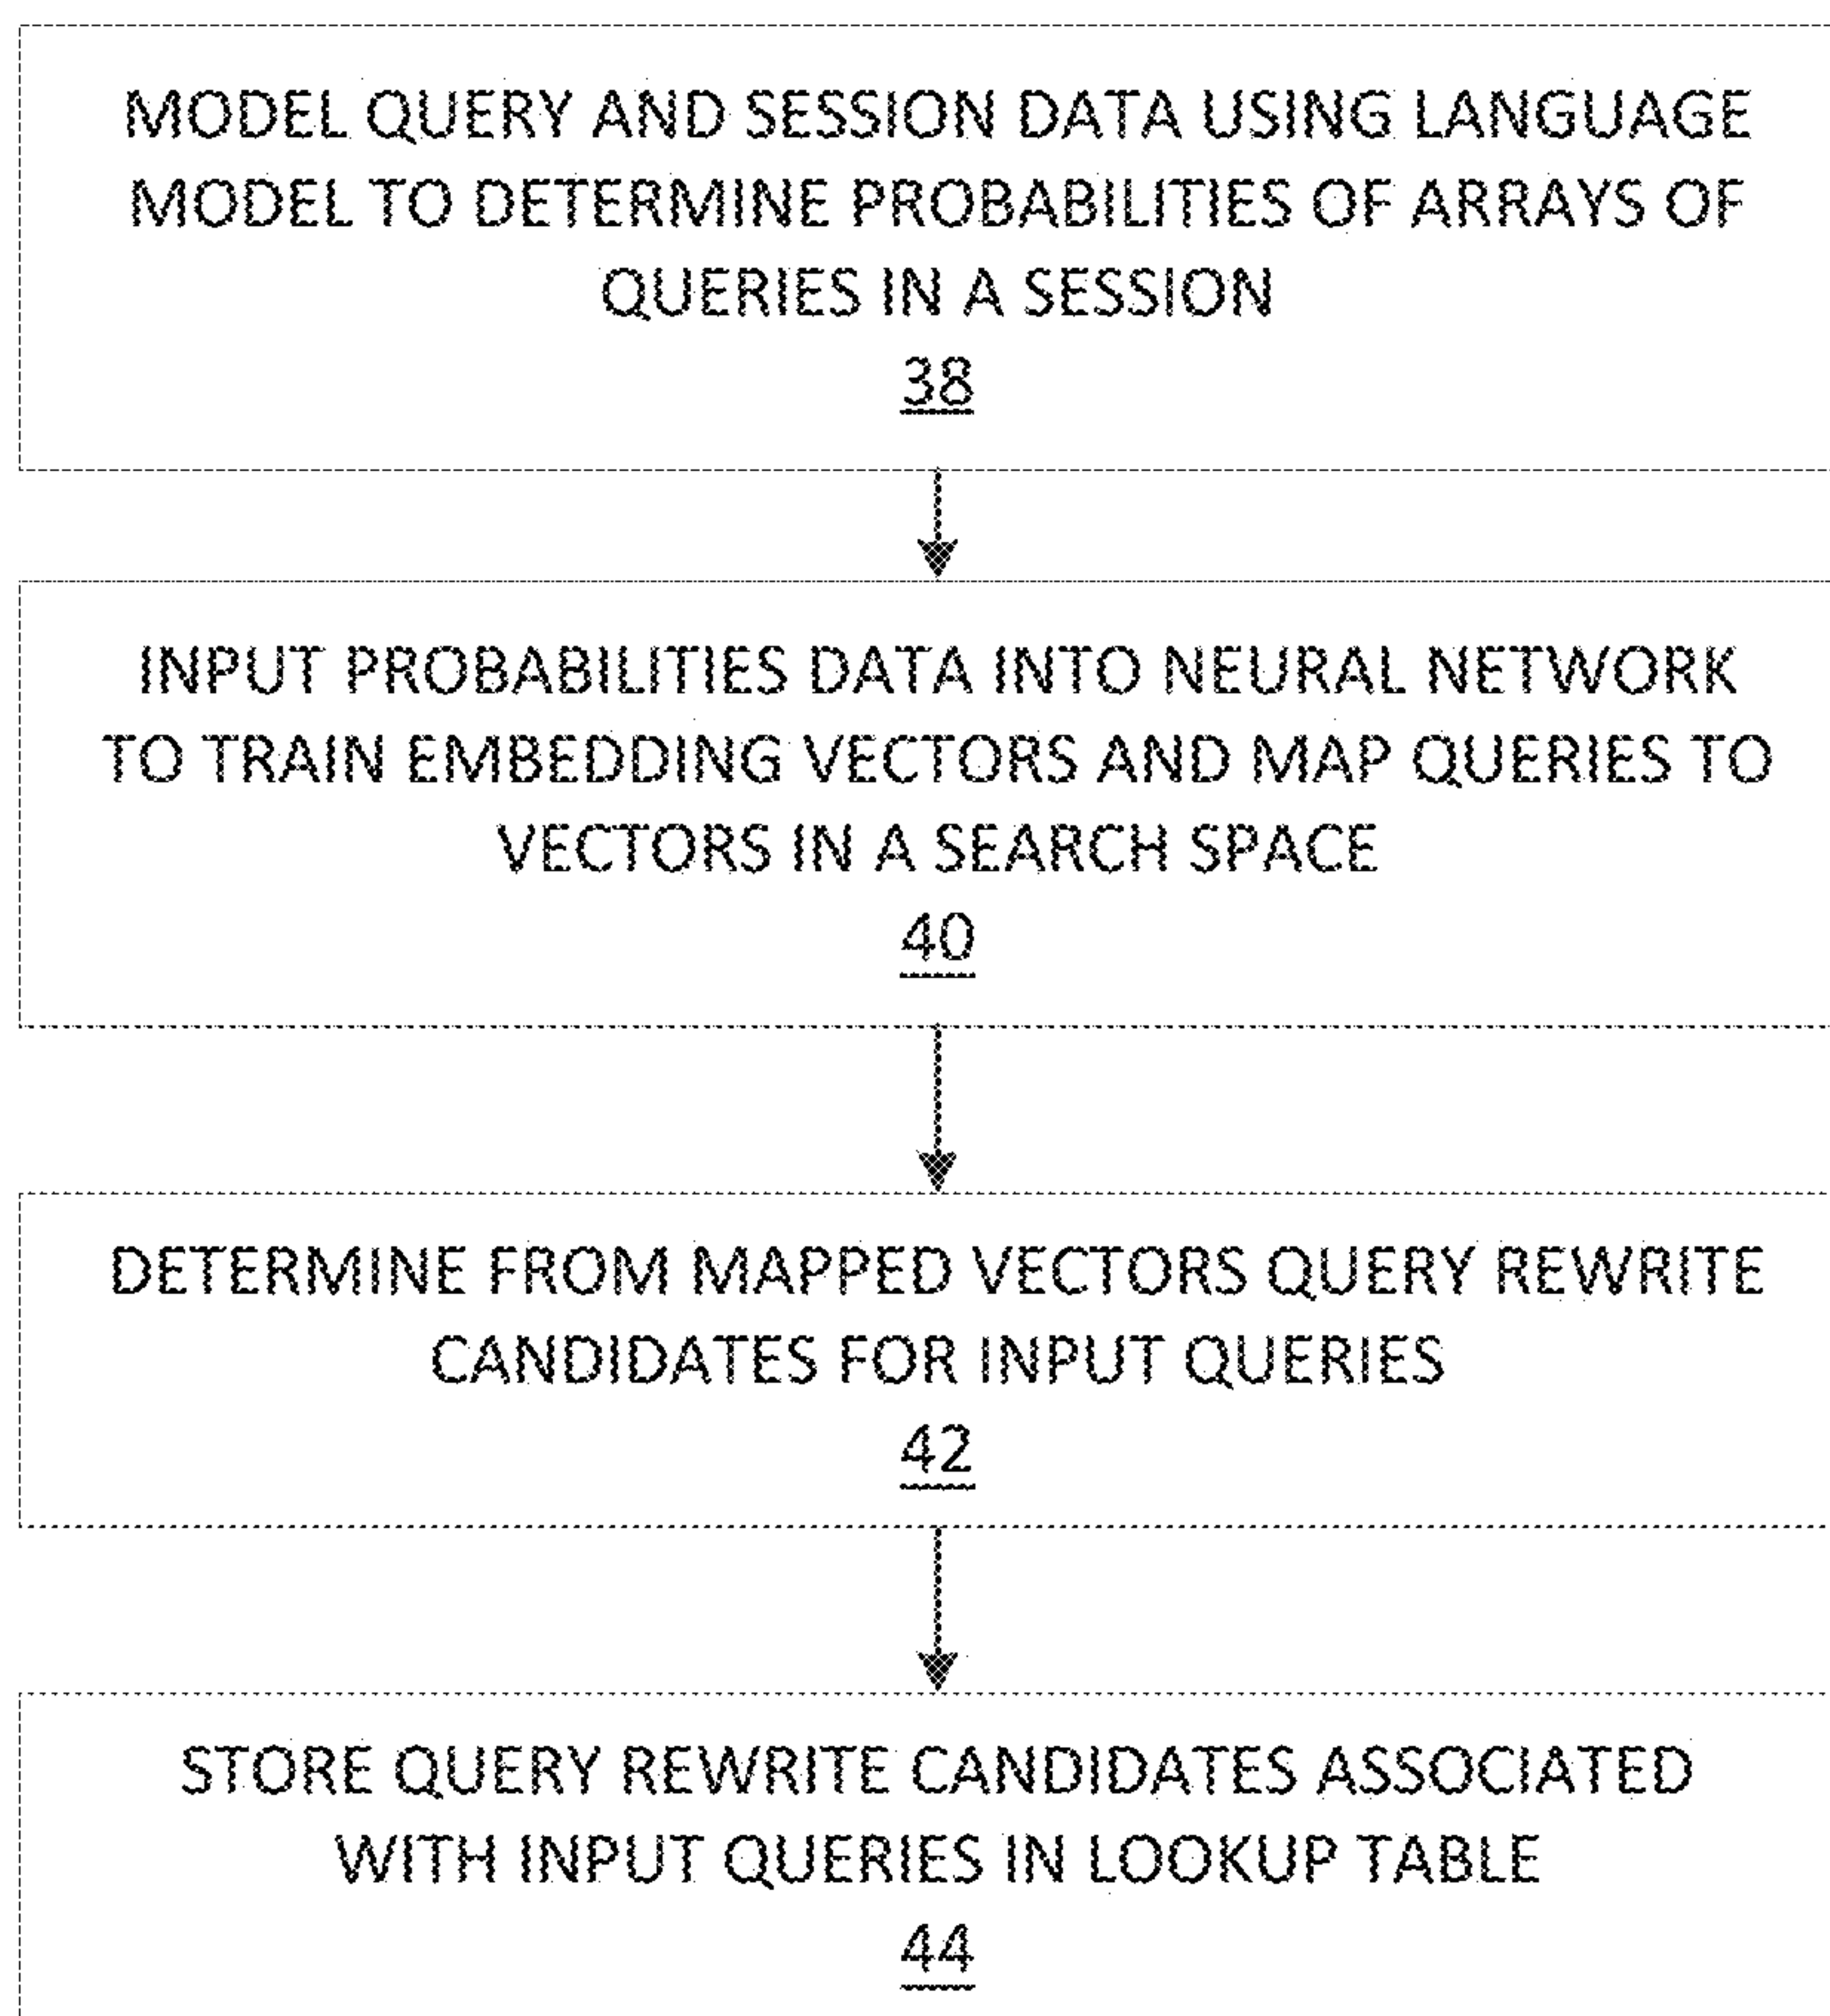 MODEL QUERY AND SESSION DATA USING LANGUAGE
MODEL TO DETERMINE PROBABILITIES OF ARRAYS OF
QUERIES IN A SESSION
38
INPUT PROBABILITIES DATA INTO NEURAL NETWORK
TO TRAIN EMBEDDING VECTORS AND MAP QUERIES TO
VECTORS IN A SEARCH SPACE
40
DETERMINE FROM MAPPED VECTORS QUERY REWRITE
CANDIDATES FOR INPUT QUERIES
42
STORE QUERY REWRITE CANDIDATES ASSOCIATED
WITH INPUT QUERIES IN LOOKUP TABLE
44